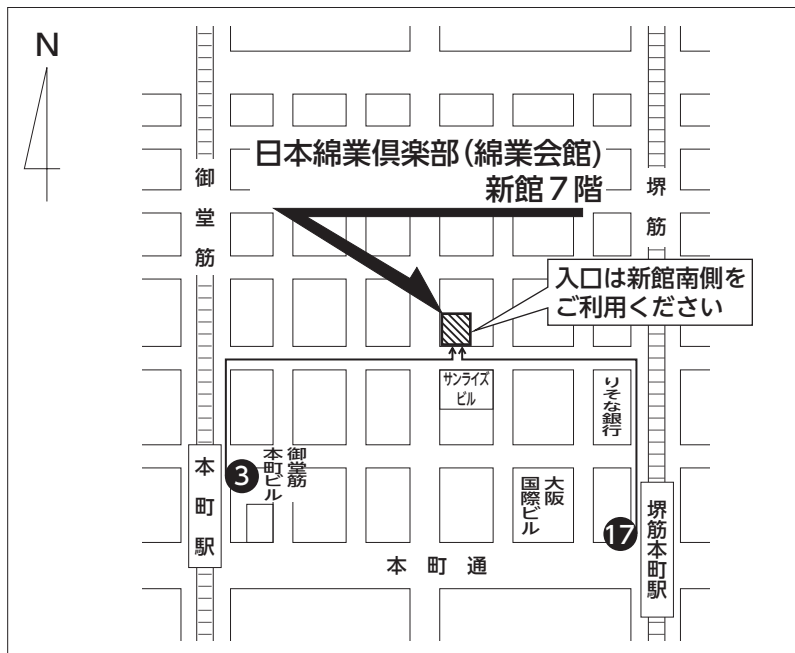 N
日本綿業倶楽部(綿業会館)
新館7階
御堂筋
堺筋
入口は新館南側を
ご利用ください
サンライズ
ビル
りそな銀行
3
御堂筋
本町ビル
大阪
国際ビル
17
本町駅
堺筋本町駅
本町通